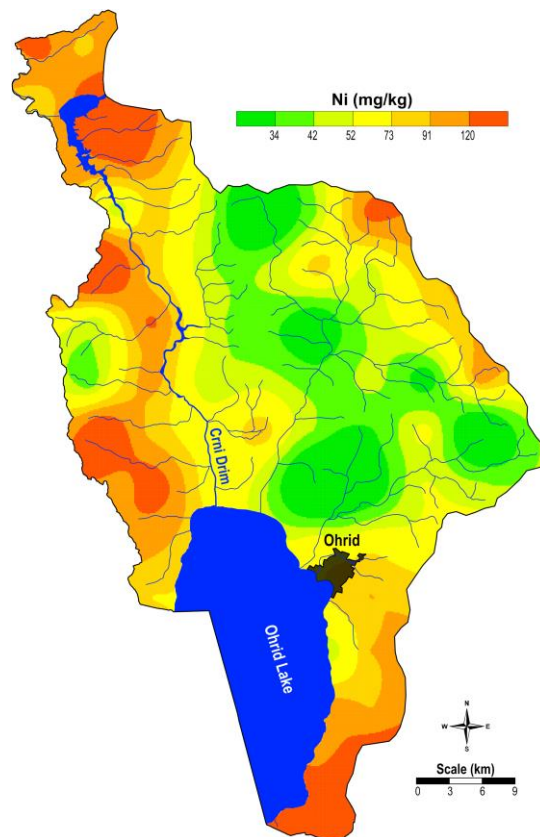 Ni (mg/kg)
34 42 52 73 91 120
Crni Drim
Ohrid
Ohrid Lake
N
W E
S
Scale (km)
0 3 6 9